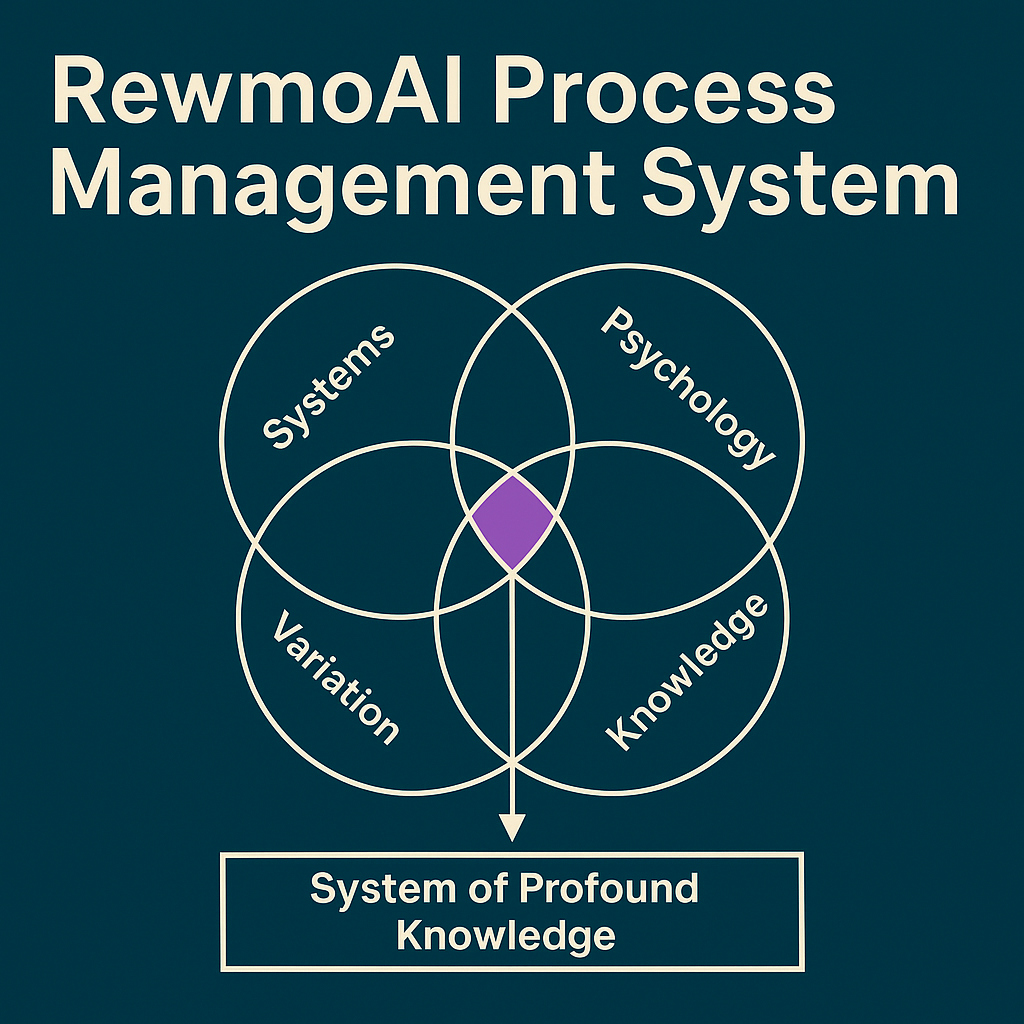 RewmoAI Process
Management System
Systems
Psychology
Variation
Knowledge
System of Profound
Knowledge